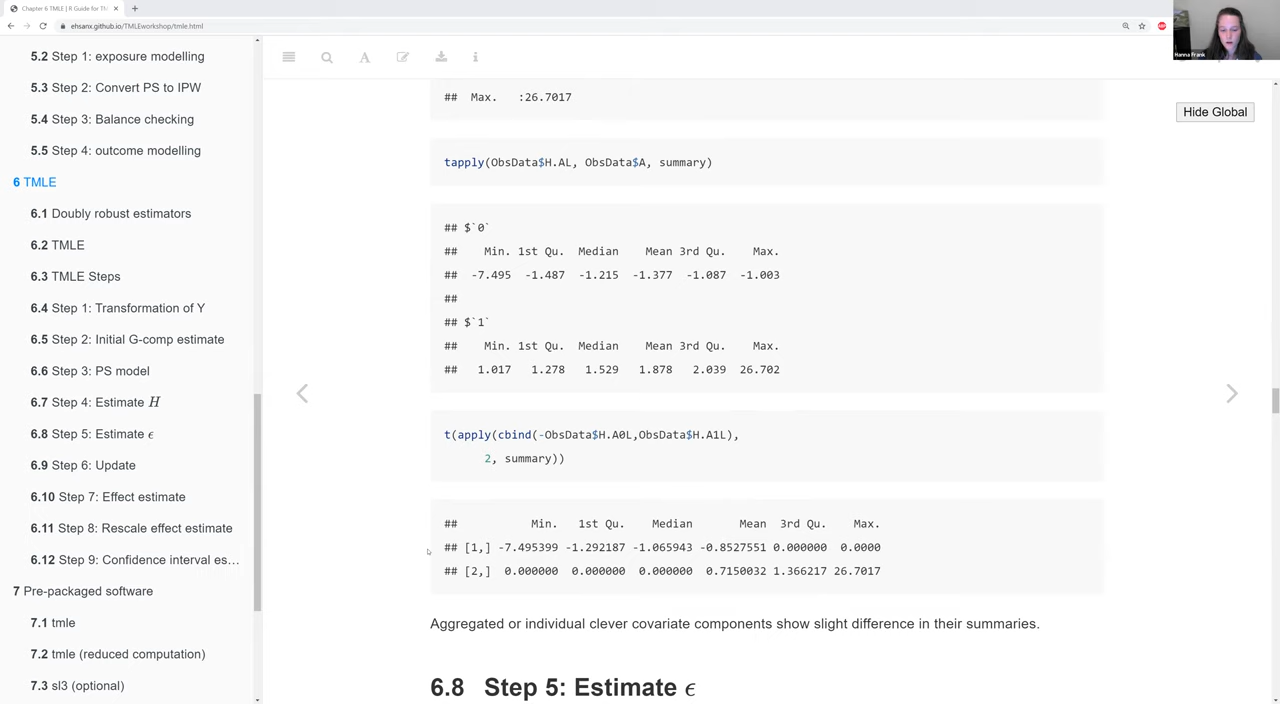 Chapter 6 TMLE | R Guide for TML
ehsanx.github.io/TMLEworkshop/tmle.html
Hanna Frank
5.2 Step 1: exposure modelling
5.3 Step 2: Convert PS to IPW
5.4 Step 3: Balance checking
5.5 Step 4: outcome modelling
6 TMLE
6.1 Doubly robust estimators
6.2 TMLE
6.3 TMLE Steps
6.4 Step 1: Transformation of Y
6.5 Step 2: Initial G-comp estimate
6.6 Step 3: PS model
6.7 Step 4: Estimate H
6.8 Step 5: Estimate ϵ
6.9 Step 6: Update
6.10 Step 7: Effect estimate
6.11 Step 8: Rescale effect estimate
6.12 Step 9: Confidence interval es…
7 Pre-packaged software
7.1 tmle
7.2 tmle (reduced computation)
7.3 sl3 (optional)
Hide Global
## Max. :26.7017
tapply(ObsData$H.AL, ObsData$A, summary)
## $`0`
## Min. 1st Qu. Median Mean 3rd Qu. Max.
## -7.495 -1.487 -1.215 -1.377 -1.087 -1.003
##
## $`1`
## Min. 1st Qu. Median Mean 3rd Qu. Max.
## 1.017 1.278 1.529 1.878 2.039 26.702
t(apply(cbind(-ObsData$H.A0L,ObsData$H.A1L),
2, summary))
## Min. 1st Qu. Median Mean 3rd Qu. Max.
## [1,] -7.495399 -1.292187 -1.065943 -0.8527551 0.000000 0.0000
## [2,] 0.000000 0.000000 0.000000 0.7150032 1.366217 26.7017
Aggregated or individual clever covariate components show slight difference in their summaries.
6.8 Step 5: Estimate ϵ